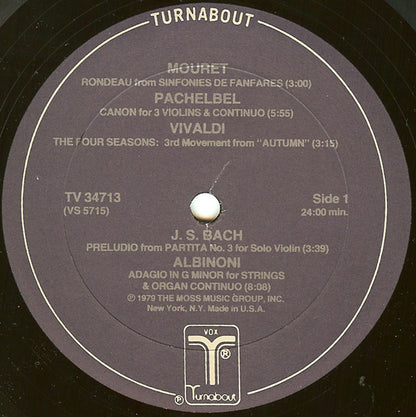 TURNABOUT
MOURET
RONDEAU from SINFONIES DE FANFARES (3:00)
PACHELBEL
CANON for 3 VIOLINS & CONTINUO (5:55)
VIVALDI
THE FOUR SEASONS: 3rd Movement from "AUTUMN" (3:15)
TV 34713
(VS 5715)
Side 1
24:00 min.
J. S. BACH
PRELUDIO from PARTITA No. 3 for Solo Violin (3:39)
ALBINONI
ADAGIO IN G MINOR for STRINGS
& ORGAN CONTINUO (8:08)
℗ 1979 THE MOSS MUSIC GROUP, INC.
New York, N.Y. Made in U.S.A.
VOX
T ®
℗ Turnabout ®